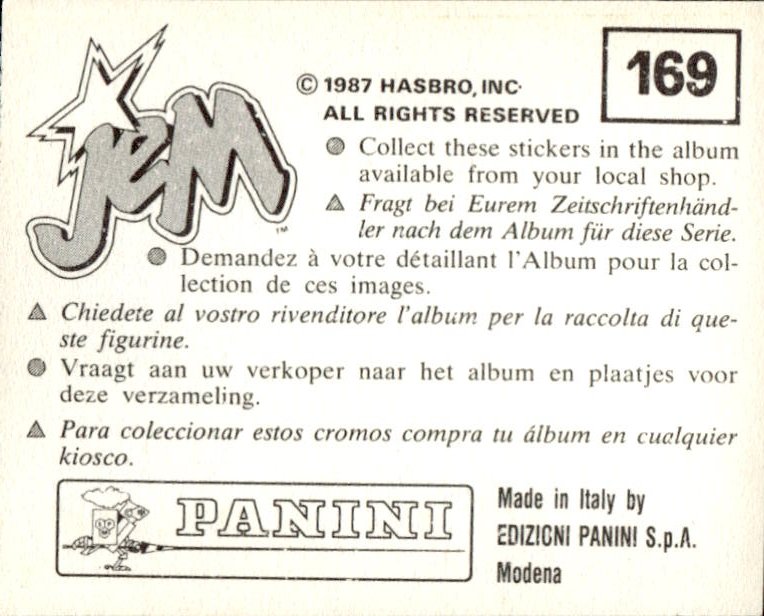 169
JEM
TM
© 1987 HASBRO, INC.
ALL RIGHTS RESERVED
Collect these stickers in the album
available from your local shop.
Fragt bei Eurem Zeitschriftenhänd-
ler nach dem Album für diese Serie.
Demandez à votre détaillant l'Album pour la col-
lection de ces images.
Chiedete al vostro rivenditore l'album per la raccolta di que-
ste figurine.
Vraagt aan uw verkoper naar het album en plaatjes voor
deze verzameling.
Para coleccionar estos cromos compra tu álbum en cualquier
kiosco.
PANINI
Made in Italy by
EDIZIONI PANINI S.p.A.
Modena